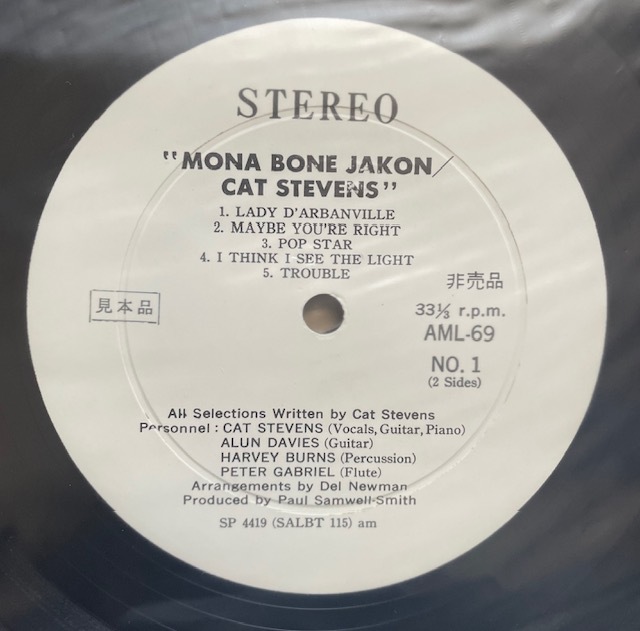 STEREO
"MONA BONE JAKON/
CAT STEVENS"
1. LADY D'ARBANVILLE
2. MAYBE YOU'RE RIGHT
3. POP STAR
4. I THINK I SEE THE LIGHT
5. TROUBLE
見本品
非売品
33⅓ r.p.m.
AML-69
NO. 1
(2 Sides)
All Selections Written by Cat Stevens
Personnel : CAT STEVENS (Vocals, Guitar, Piano)
ALUN DAVIES (Guitar)
HARVEY BURNS (Percussion)
PETER GABRIEL (Flute)
Arrangements by Del Newman
Produced by Paul Samwell-Smith
SP 4419 (SALBT 115) am